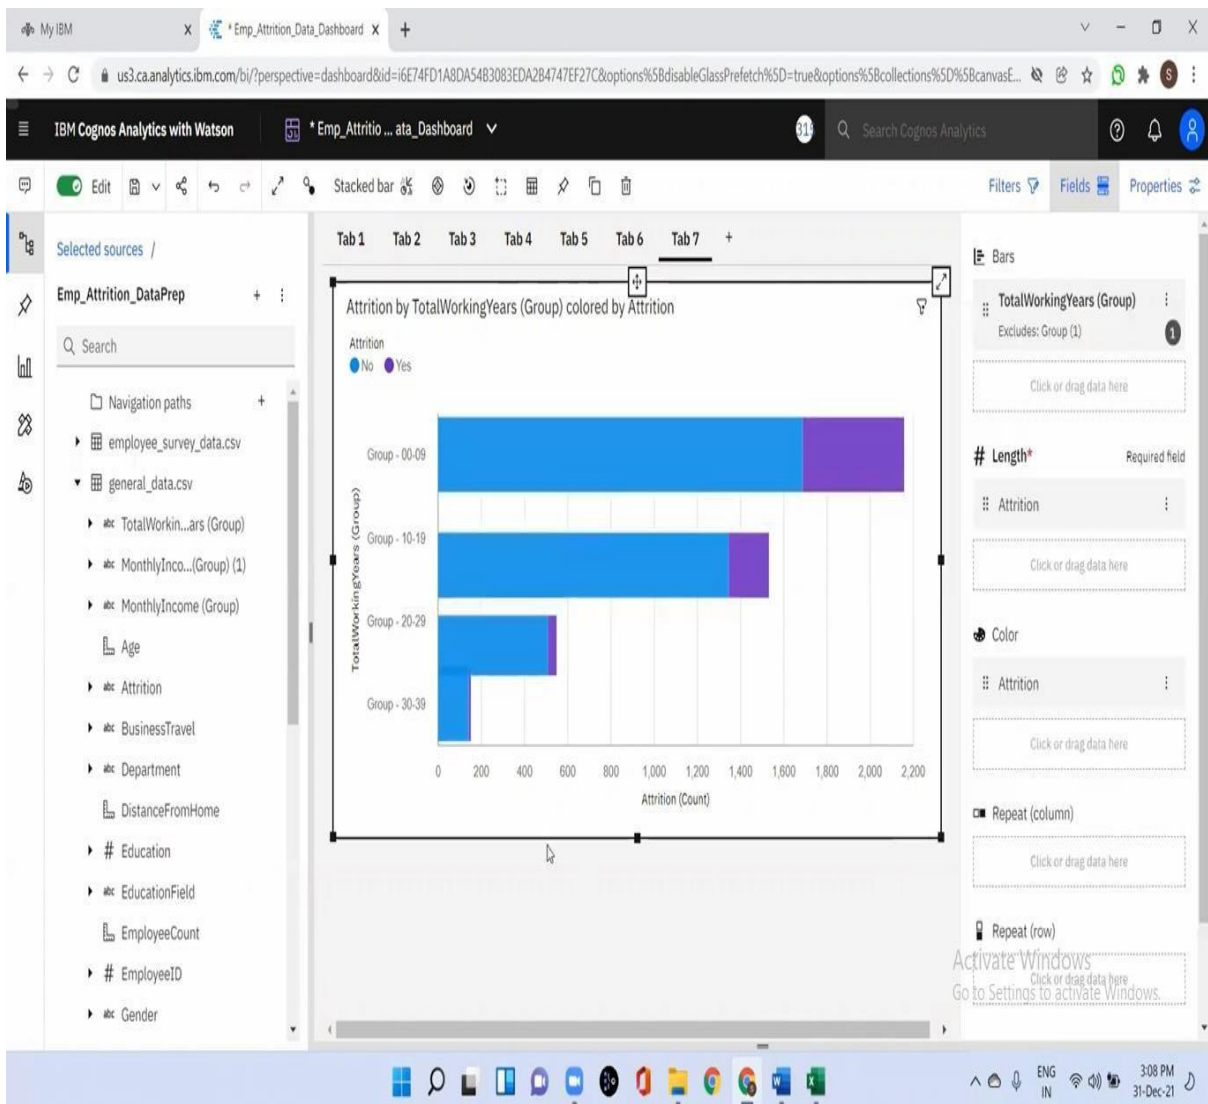 My IBM
* Emp_Attrition_Data_Dashboard
us3.ca.analytics.ibm.com/bi/?perspective=dashboard&id=i6E74FD1A8DA54B3083EDA2B4747EF27C&options%5BdisableGlassPrefetch%5D=true&options%5Bcollections%5D%5BcanvasE...
S
IBM Cognos Analytics with Watson
* Emp_Attritio ... ata_Dashboard
Search Cognos Analytics
Edit
Stacked bar
Filters
Fields
Properties
Selected sources /
Emp_Attrition_DataPrep
Search
Navigation paths
employee_survey_data.csv
general_data.csv
abc TotalWorkin...ars (Group)
abc MonthlyInco...(Group) (1)
abc MonthlyIncome (Group)
Age
abc Attrition
abc BusinessTravel
abc Department
DistanceFromHome
# Education
abc EducationField
EmployeeCount
# EmployeeID
abc Gender
Tab 1 Tab 2 Tab 3 Tab 4 Tab 5 Tab 6 Tab 7 +
Attrition by TotalWorkingYears (Group) colored by Attrition
Attrition
No Yes
TotalWorkingYears (Group)
Group - 00-09
Group - 10-19
Group - 20-29
Group - 30-39
0 200 400 600 800 1,000 1,200 1,400 1,600 1,800 2,000 2,200
Attrition (Count)
Bars
TotalWorkingYears (Group)
Excludes: Group (1)
1
Click or drag data here
# Length* Required field
Attrition
Click or drag data here
Color
Attrition
Click or drag data here
Repeat (column)
Click or drag data here
Repeat (row)
Click or drag data here
Activate Windows
Go to Settings to activate Windows.
ENG
IN
3:08 PM
31-Dec-21